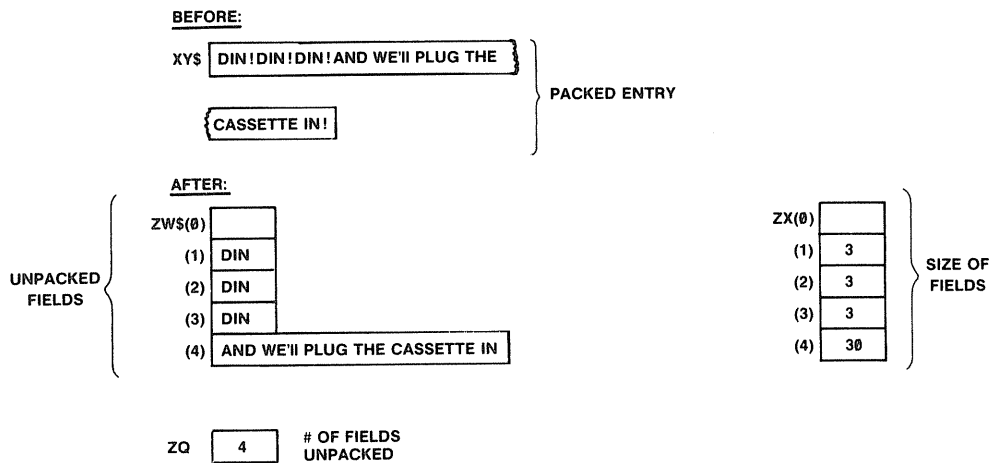 BEFORE:
XY$ DIN!DIN!DIN!AND WE'll PLUG THE
PACKED ENTRY
CASSETTE IN!
AFTER:
ZW$(0)
ZX(0)
(1) DIN
(1) 3
UNPACKED FIELDS
(2) DIN
(2) 3
SIZE OF FIELDS
(3) DIN
(3) 3
(4) AND WE'll PLUG THE CASSETTE IN
(4) 30
ZQ 4
# OF FIELDS
UNPACKED